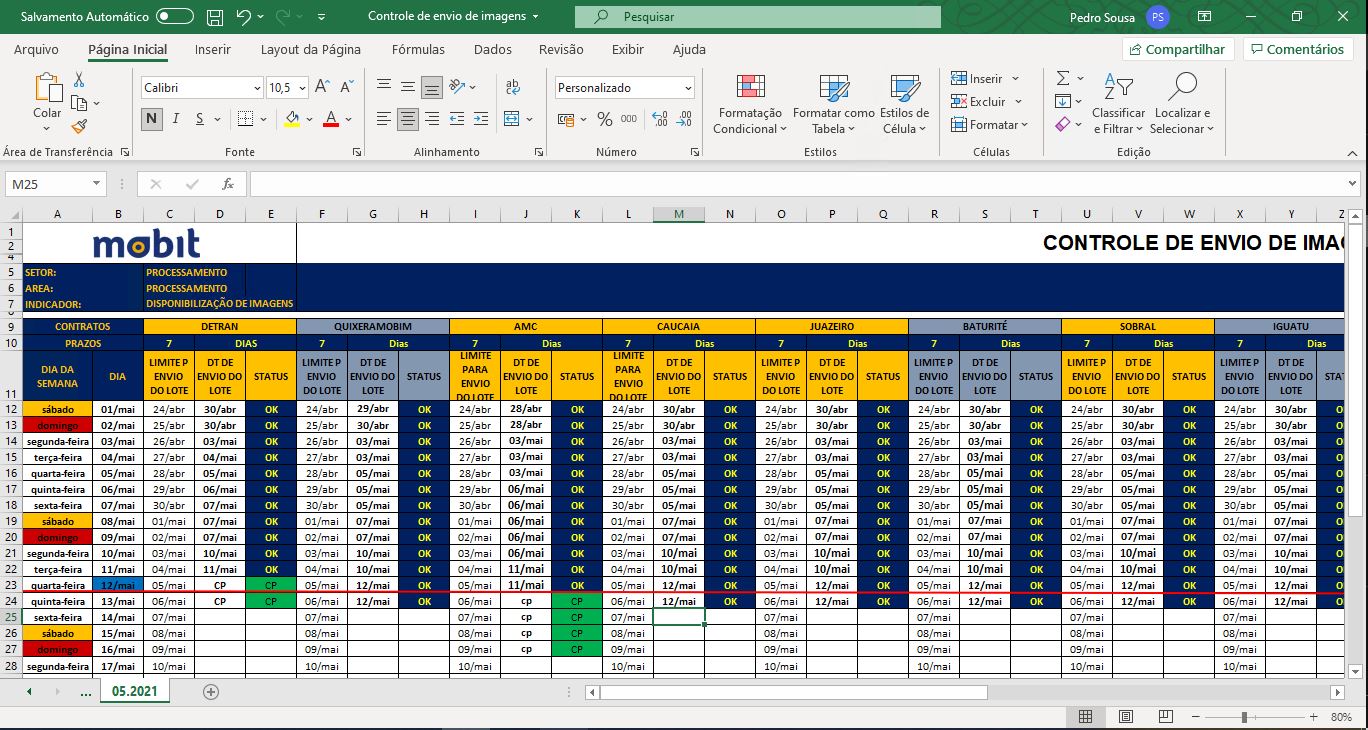 Salvamento Automático Controle de envio de imagens Pesquisar Pedro Sousa PS
Arquivo Página Inicial Inserir Layout da Página Fórmulas Dados Revisão Exibir Ajuda Compartilhar Comentários
Colar Calibri 10,5 N I S Personalizado % 000 Formatação Condicional Formatar como Tabela Estilos de Célula Inserir Excluir Formatar Classificar e Filtrar Localizar e Selecionar
Área de Transferência Fonte Alinhamento Número Estilos Células Edição
M25 fx
A B C D E F G H I J K L M N O P Q R S T U V W X Y Z
1 mobit CONTROLE DE ENVIO DE IMA
2
4
5 SETOR: PROCESSAMENTO
6 AREA: PROCESSAMENTO
7 INDICADOR: DISPONIBILIZAÇÃO DE IMAGENS
9 CONTRATOS DETRAN QUIXERAMOBIM AMC CAUCAIA JUAZEIRO BATURITÉ SOBRAL IGUATU
10 PRAZOS 7 DIAS 7 Dias 7 Dias 7 Dias 7 Dias 7 Dias 7 Dias 7 Dias
11 DIA DA SEMANA DIA LIMITE P ENVIO DO LOTE DT DE ENVIO DO LOTE STATUS LIMITE P ENVIO DO LOTE DT DE ENVIO DO LOTE STATUS LIMITE PARA ENVIO DO LOTE DT DE ENVIO DO LOTE STATUS LIMITE PARA ENVIO DO LOTE DT DE ENVIO DO LOTE STATUS LIMITE P ENVIO DO LOTE DT DE ENVIO DO LOTE STATUS LIMITE P ENVIO DO LOTE DT DE ENVIO DO LOTE STATUS LIMITE P ENVIO DO LOTE DT DE ENVIO DO LOTE STATUS LIMITE P ENVIO DO LOTE DT DE ENVIO DO LOTE STAT
12 sábado 01/mai 24/abr 30/abr OK 24/abr 29/abr OK 24/abr 28/abr OK 24/abr 30/abr OK 24/abr 30/abr OK 24/abr 30/abr OK 24/abr 30/abr OK 24/abr 30/abr O
13 domingo 02/mai 25/abr 30/abr OK 25/abr 30/abr OK 25/abr 28/abr OK 25/abr 30/abr OK 25/abr 30/abr OK 25/abr 30/abr OK 25/abr 30/abr OK 25/abr 30/abr O
14 segunda-feira 03/mai 26/abr 03/mai OK 26/abr 03/mai OK 26/abr 03/mai OK 26/abr 03/mai OK 26/abr 03/mai OK 26/abr 03/mai OK 26/abr 03/mai OK 26/abr 03/mai O
15 terça-feira 04/mai 27/abr 04/mai OK 27/abr 03/mai OK 27/abr 03/mai OK 27/abr 03/mai OK 27/abr 03/mai OK 27/abr 03/mai OK 27/abr 03/mai OK 27/abr 03/mai O
16 quarta-feira 05/mai 28/abr 05/mai OK 28/abr 05/mai OK 28/abr 03/mai OK 28/abr 05/mai OK 28/abr 05/mai OK 28/abr 05/mai OK 28/abr 05/mai OK 28/abr 05/mai O
17 quinta-feira 06/mai 29/abr 06/mai OK 29/abr 05/mai OK 29/abr 06/mai OK 29/abr 05/mai OK 29/abr 05/mai OK 29/abr 05/mai OK 29/abr 05/mai OK 29/abr 05/mai O
18 sexta-feira 07/mai 30/abr 07/mai OK 30/abr 05/mai OK 30/abr 06/mai OK 30/abr 05/mai OK 30/abr 05/mai OK 30/abr 05/mai OK 30/abr 05/mai OK 30/abr 05/mai O
19 sábado 08/mai 01/mai 07/mai OK 01/mai 07/mai OK 01/mai 06/mai OK 01/mai 07/mai OK 01/mai 07/mai OK 01/mai 07/mai OK 01/mai 07/mai OK 01/mai 07/mai O
20 domingo 09/mai 02/mai 07/mai OK 02/mai 07/mai OK 02/mai 06/mai OK 02/mai 07/mai OK 02/mai 07/mai OK 02/mai 07/mai OK 02/mai 07/mai OK 02/mai 07/mai O
21 segunda-feira 10/mai 03/mai 10/mai OK 03/mai 10/mai OK 03/mai 06/mai OK 03/mai 10/mai OK 03/mai 10/mai OK 03/mai 10/mai OK 03/mai 10/mai OK 03/mai 10/mai O
22 terça-feira 11/mai 04/mai 11/mai OK 04/mai 10/mai OK 04/mai 11/mai OK 04/mai 10/mai OK 04/mai 10/mai OK 04/mai 10/mai OK 04/mai 10/mai OK 04/mai 10/mai O
23 quarta-feira 12/mai 05/mai CP CP 05/mai 12/mai OK 05/mai 11/mai OK 05/mai 12/mai OK 05/mai 12/mai OK 05/mai 12/mai OK 05/mai 12/mai OK 05/mai 12/mai O
24 quinta-feira 13/mai 06/mai CP CP 06/mai 12/mai OK 06/mai cp CP 06/mai 12/mai OK 06/mai 12/mai OK 06/mai 12/mai OK 06/mai 12/mai OK 06/mai 12/mai O
25 sexta-feira 14/mai 07/mai 07/mai 07/mai cp CP 07/mai 07/mai 07/mai 07/mai 07/mai
26 sábado 15/mai 08/mai 08/mai 08/mai cp CP 08/mai 08/mai 08/mai 08/mai 08/mai
27 domingo 16/mai 09/mai 09/mai 09/mai cp CP 09/mai 09/mai 09/mai 09/mai 09/mai
28 segunda-feira 17/mai 10/mai 10/mai 10/mai 10/mai 10/mai 10/mai 10/mai 10/mai
... 05.2021
80%